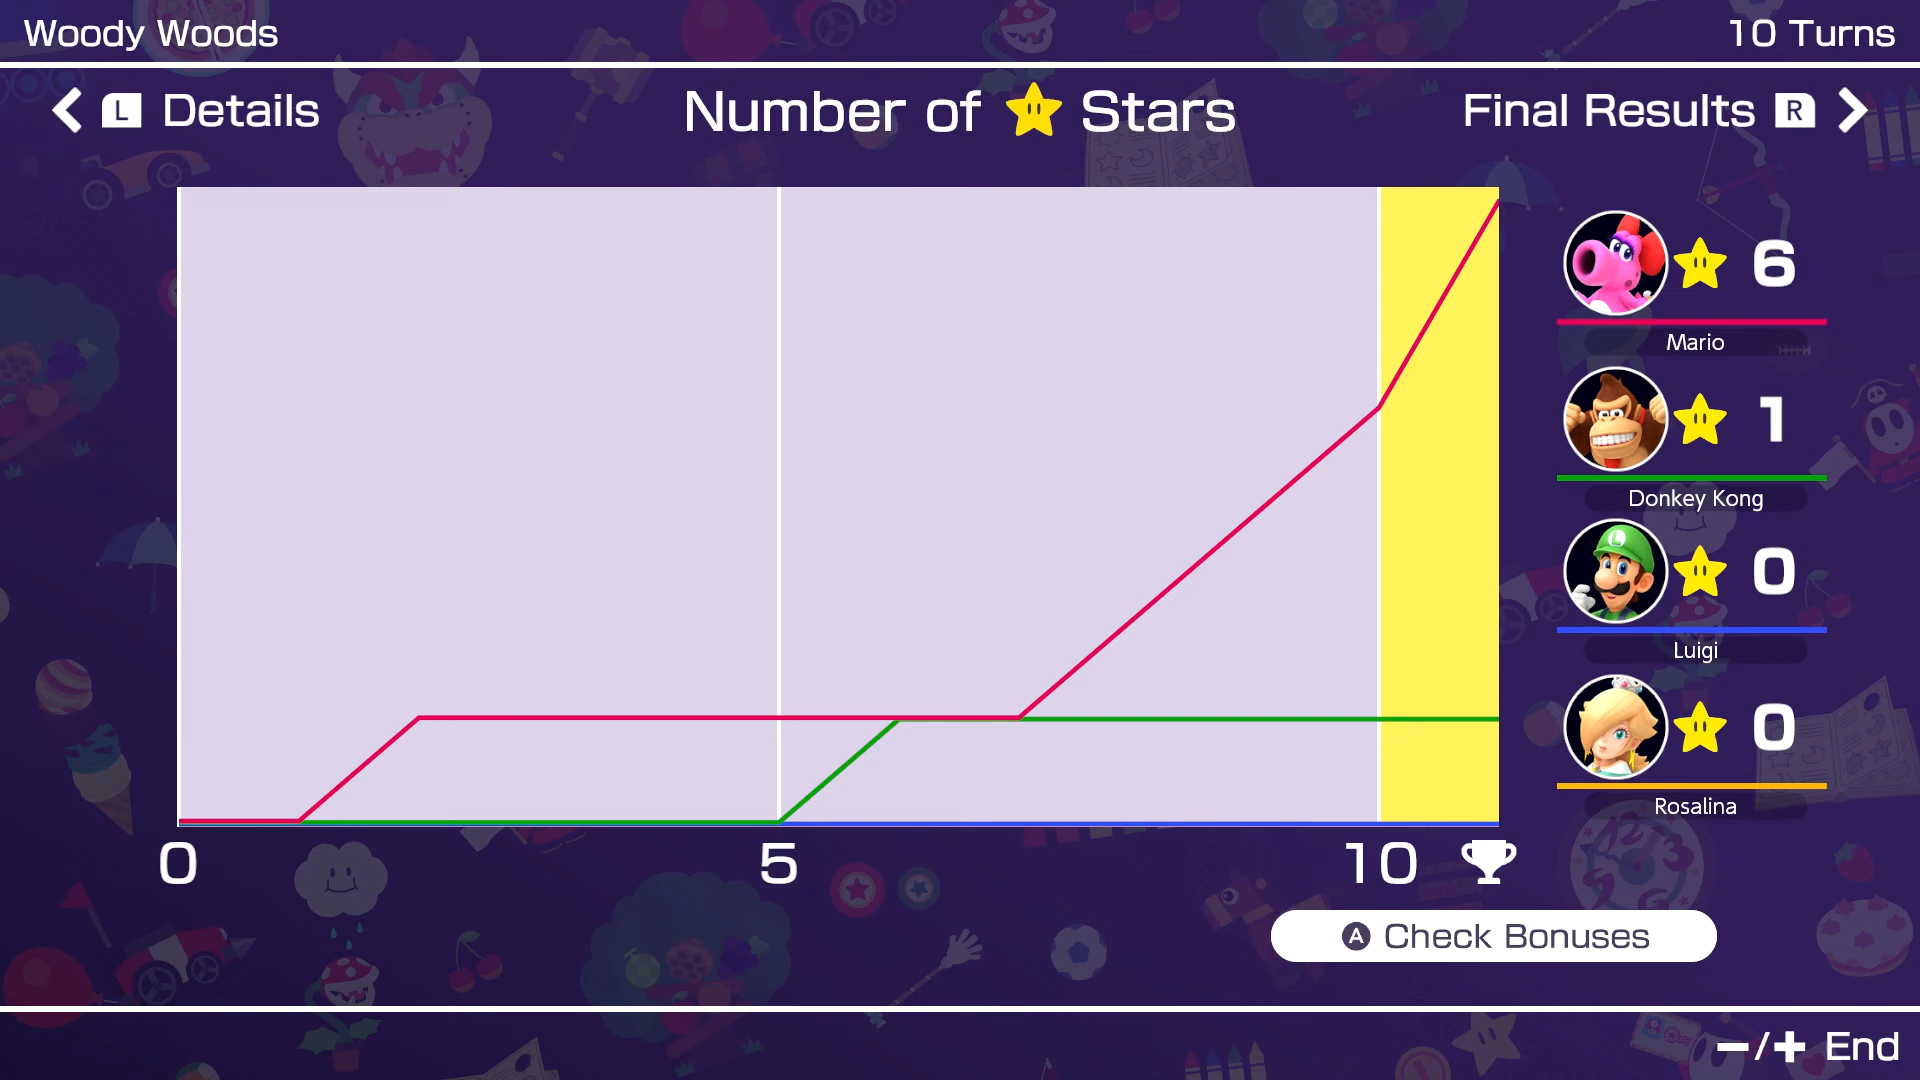 Woody Woods
10 Turns
L Details
Number of Stars
Final Results R
6
Mario
1
Donkey Kong
0
Luigi
0
Rosalina
0
5
10
A Check Bonuses
-/+ End